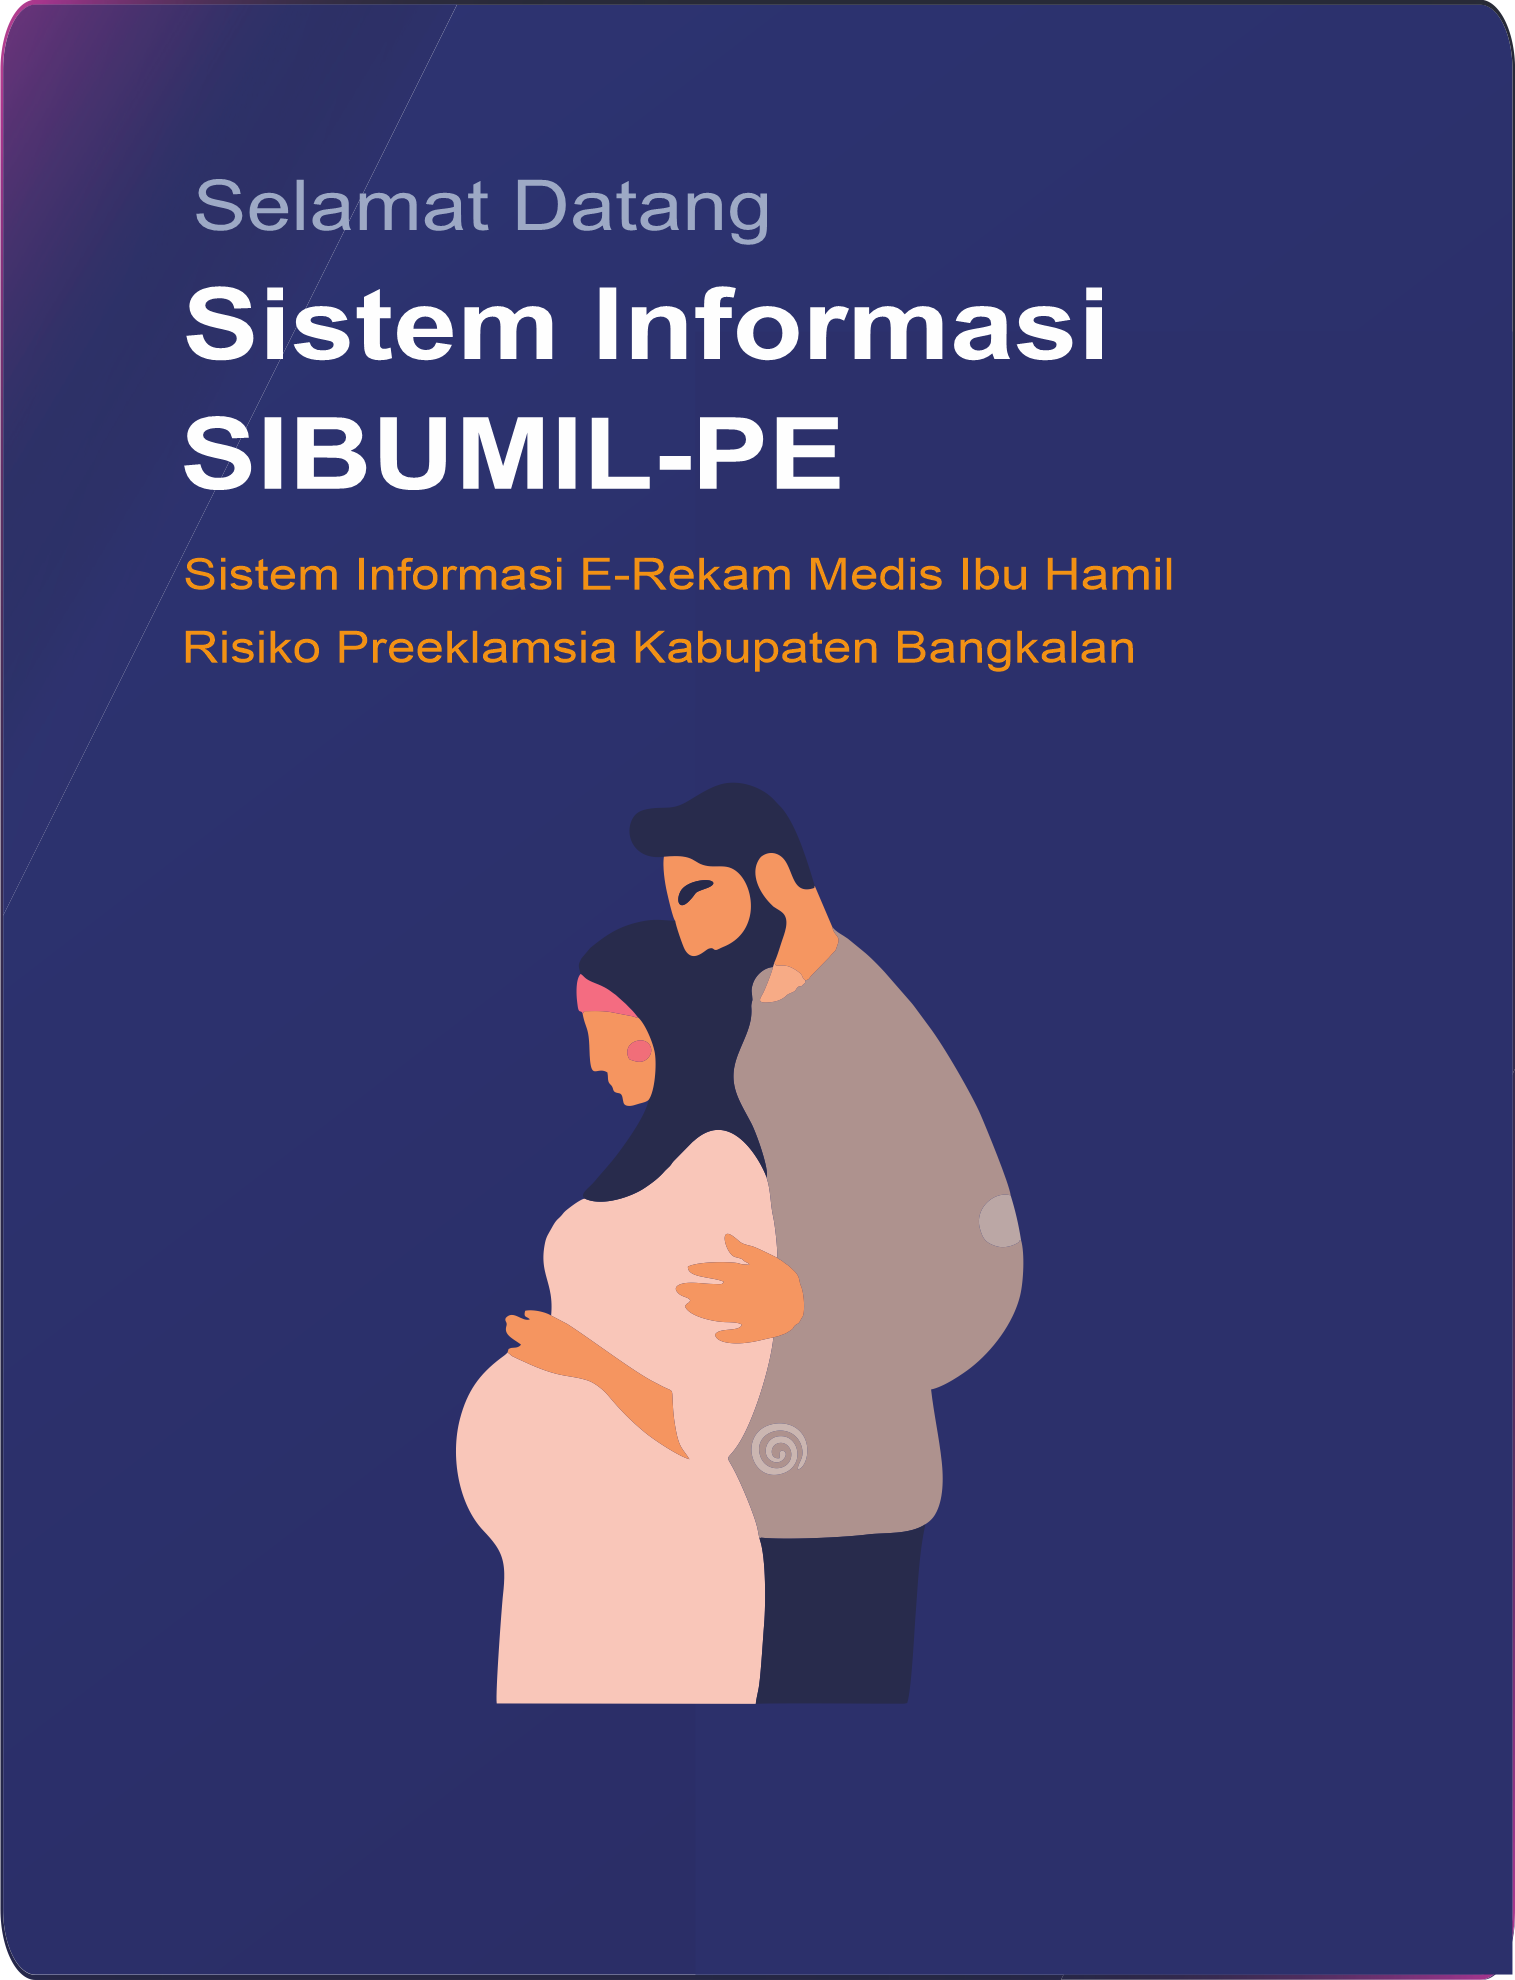 Selamat Datang
Sistem Informasi
SIBUMIL-PE
Sistem Informasi E-Rekam Medis Ibu Hamil
Risiko Preeklamsia Kabupaten Bangkalan